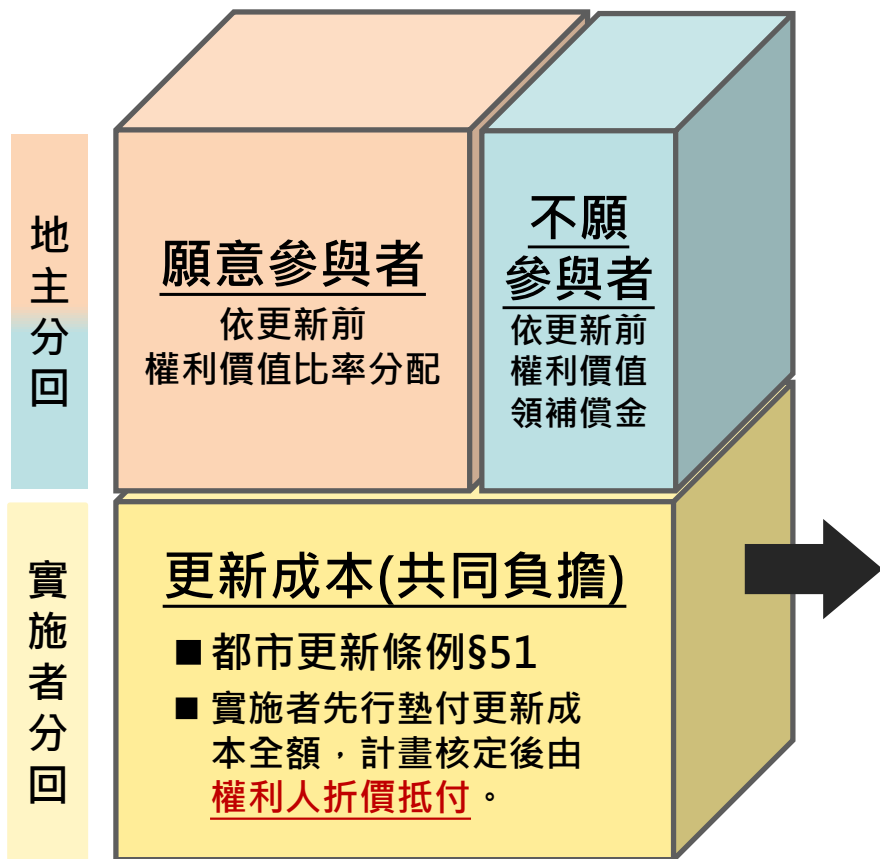 地主分回
願意參與者
依更新前
權利價值比率分配
不願
參與者
依更新前
權利價值
領補償金
實施者分回
更新成本(共同負擔)
■ 都市更新條例§51
■ 實施者先行墊付更新成
本全額，計畫核定後由
權利人折價抵付。